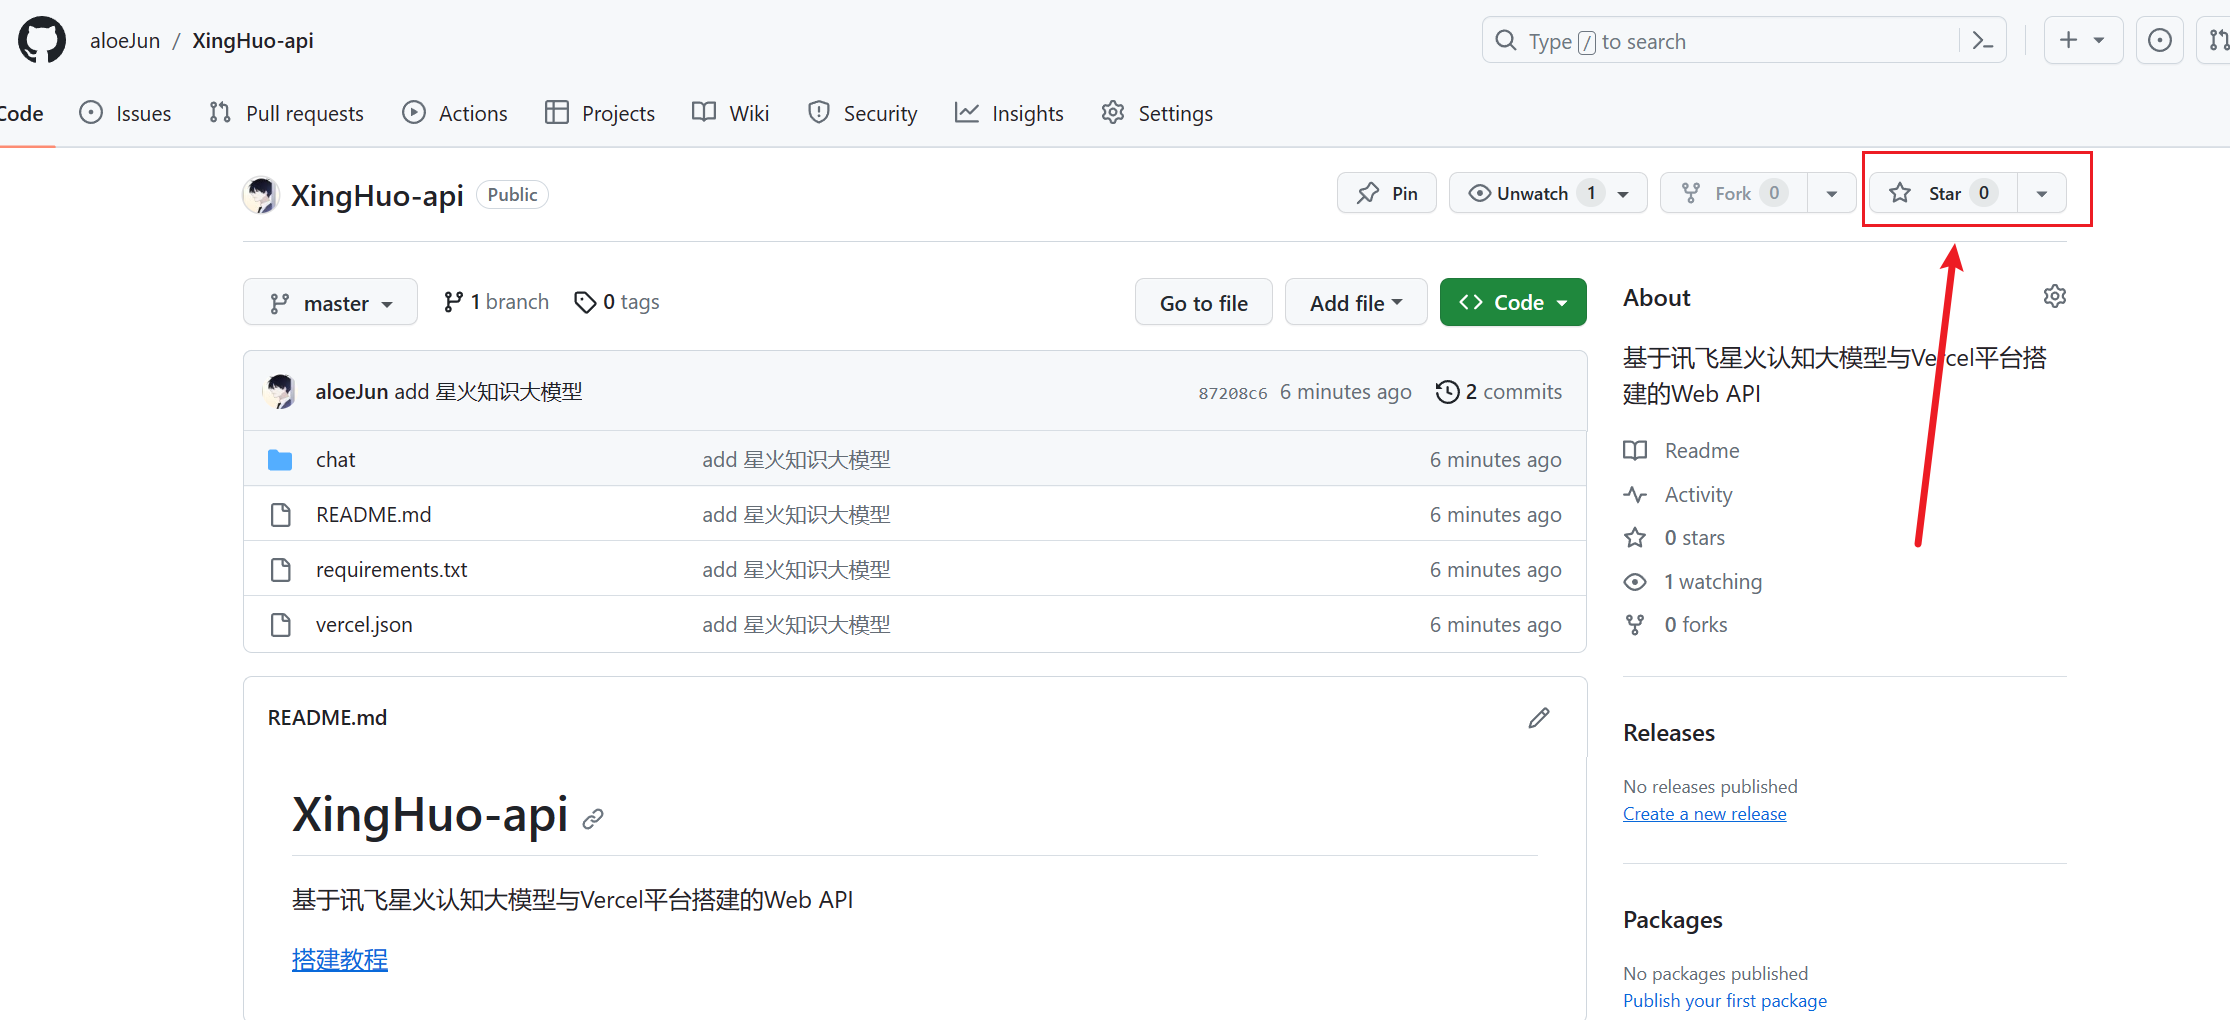 aloeJun / XingHuo-api
Type / to search
Code Issues Pull requests Actions Projects Wiki Security Insights Settings
XingHuo-api Public
Pin Unwatch 1 Fork 0 Star 0
master 1 branch 0 tags
Go to file Add file Code
aloeJun add 星火知识大模型 87208c6 6 minutes ago 2 commits
chat add 星火知识大模型 6 minutes ago
README.md add 星火知识大模型 6 minutes ago
requirements.txt add 星火知识大模型 6 minutes ago
vercel.json add 星火知识大模型 6 minutes ago
README.md
XingHuo-api
基于讯飞星火认知大模型与Vercel平台搭建的Web API
搭建教程
About
基于讯飞星火认知大模型与Vercel平台搭
建的Web API
Readme
Activity
0 stars
1 watching
0 forks
Releases
No releases published
Create a new release
Packages
No packages published
Publish your first package